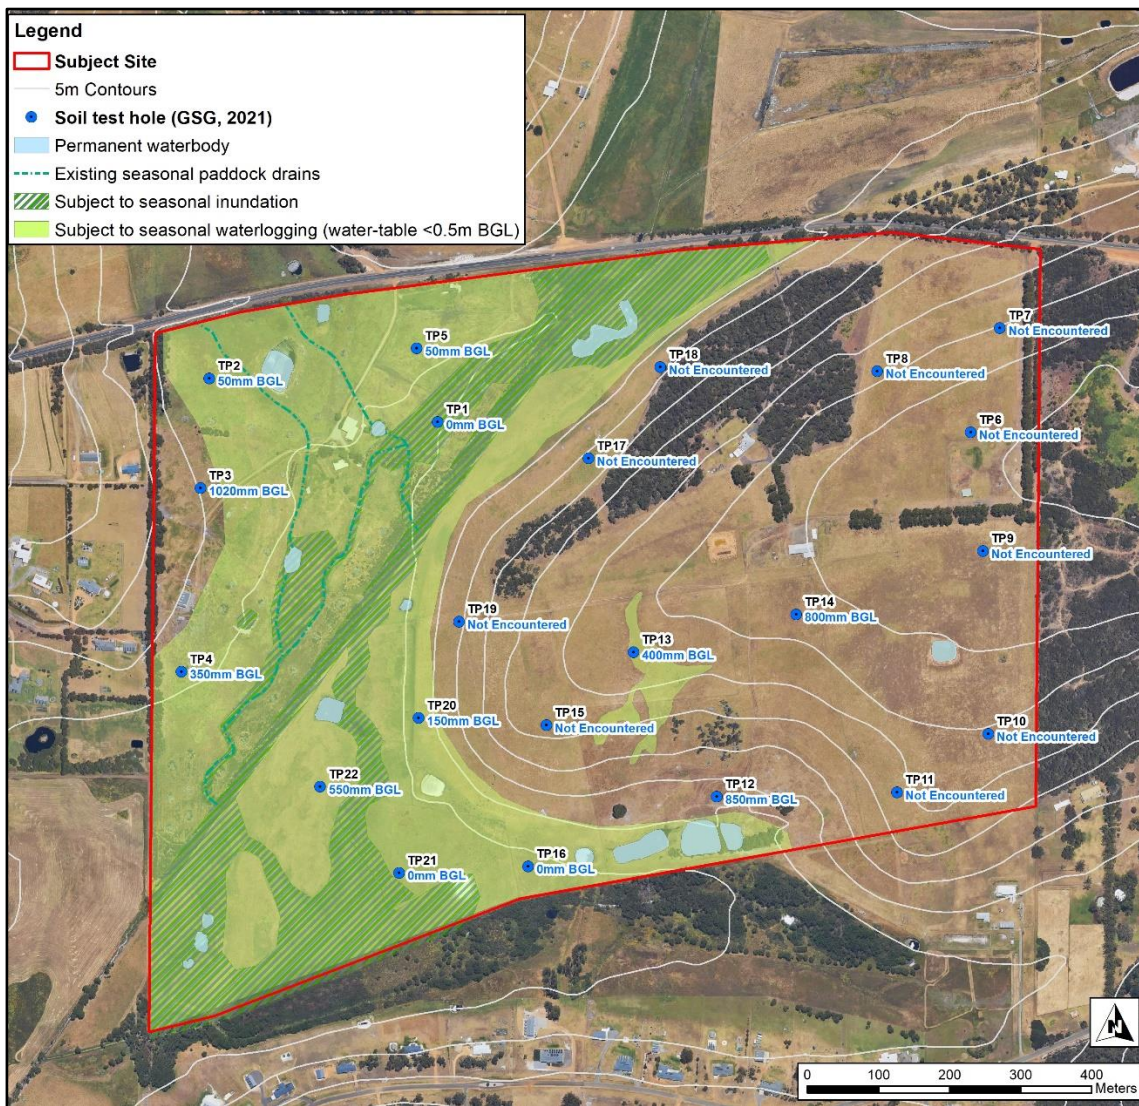 Legend
Subject Site
5m Contours
Soil test hole (GSG, 2021)
Permanent waterbody
Existing seasonal paddock drains
Subject to seasonal inundation
Subject to seasonal waterlogging (water-table <0.5m BGL)
TP7
Not Encountered
TP5
50mm BGL
TP18
Not Encountered
TP8
Not Encountered
TP2
50mm BGL
TP1
0mm BGL
TP6
Not Encountered
TP17
Not Encountered
TP3
1020mm BGL
TP9
Not Encountered
TP19
Not Encountered
TP14
800mm BGL
TP13
400mm BGL
TP4
350mm BGL
TP20
150mm BGL
TP15
Not Encountered
TP10
Not Encountered
TP22
550mm BGL
TP12
850mm BGL
TP11
Not Encountered
TP21
0mm BGL
TP16
0mm BGL
N
0 100 200 300 400
Meters